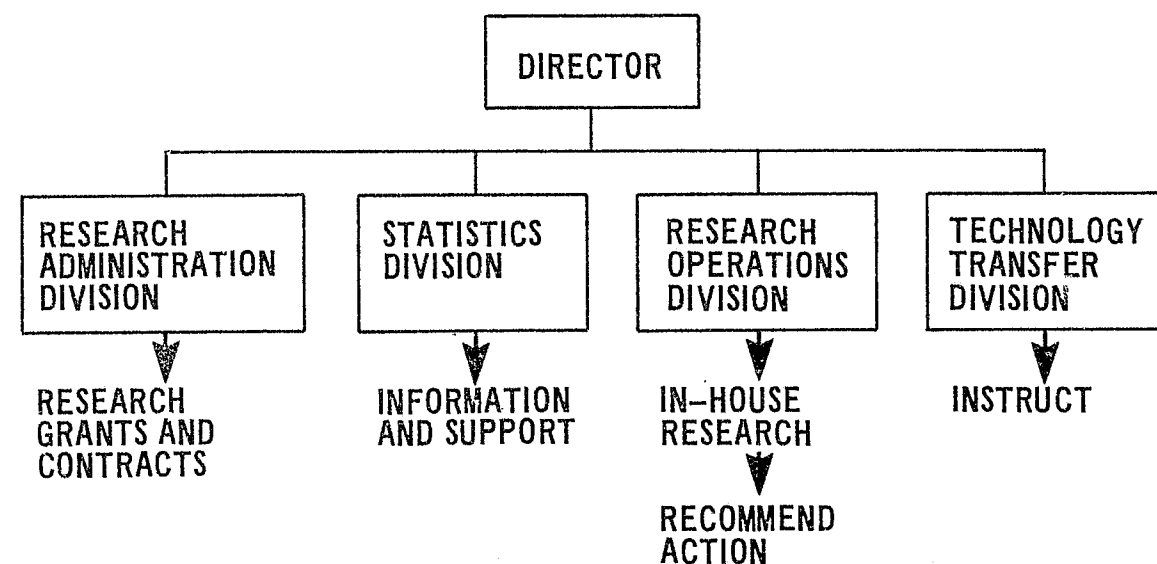 DIRECTOR
RESEARCH
ADMINISTRATION
DIVISION
STATISTICS
DIVISION
RESEARCH
OPERATIONS
DIVISION
TECHNOLOGY
TRANSFER
DIVISION
RESEARCH
GRANTS AND
CONTRACTS
INFORMATION
AND SUPPORT
IN-HOUSE
RESEARCH
RECOMMEND
ACTION
INSTRUCT